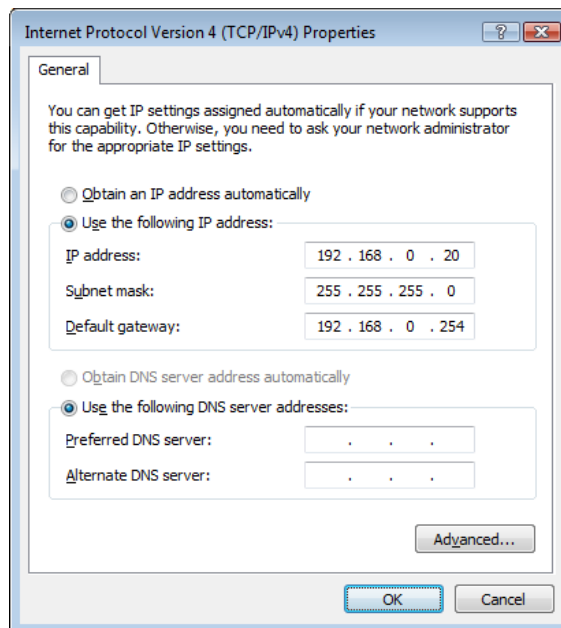 Internet Protocol Version 4 (TCP/IPv4) Properties
General
You can get IP settings assigned automatically if your network supports
this capability. Otherwise, you need to ask your network administrator
for the appropriate IP settings.
Obtain an IP address automatically
Use the following IP address:
IP address: 192 . 168 . 0 . 20
Subnet mask: 255 . 255 . 255 . 0
Default gateway: 192 . 168 . 0 . 254
Obtain DNS server address automatically
Use the following DNS server addresses:
Preferred DNS server: . . .
Alternate DNS server: . . .
Advanced...
OK Cancel